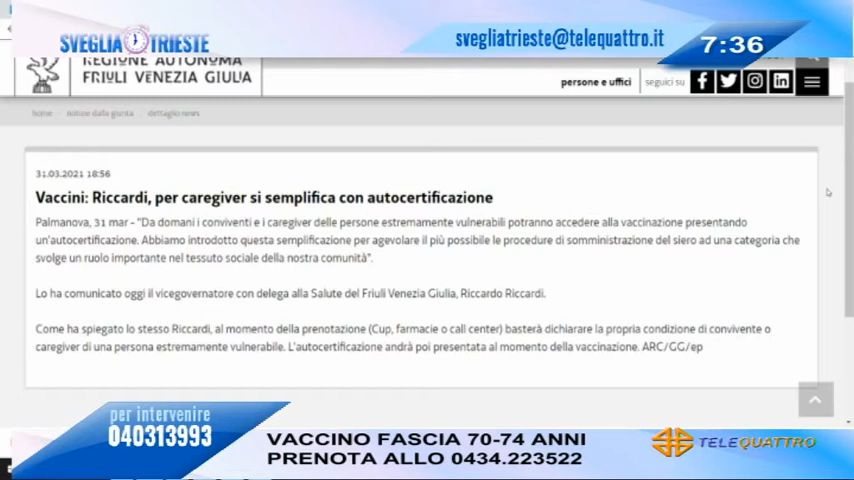 SVEGLIA TRIESTE
svegliatrieste@telequattro.it
7:36
REGIONE AUTONOMA
FRIULI VENEZIA GIULIA
persone e uffici
seguici su
home notizie dalla giunta dettaglio news
31.03.2021 18:56
Vaccini: Riccardi, per caregiver si semplifica con autocertificazione
Palmanova, 31 mar - "Da domani i conviventi e i caregiver delle persone estremamente vulnerabili potranno accedere alla vaccinazione presentando
un'autocertificazione. Abbiamo introdotto questa semplificazione per agevolare il più possibile le procedure di somministrazione del siero ad una categoria che
svolge un ruolo importante nel tessuto sociale della nostra comunità".
Lo ha comunicato oggi il vicegovernatore con delega alla Salute del Friuli Venezia Giulia, Riccardo Riccardi.
Come ha spiegato lo stesso Riccardi, al momento della prenotazione (Cup, farmacie o call center) basterà dichiarare la propria condizione di convivente o
caregiver di una persona estremamente vulnerabile. L'autocertificazione andrà poi presentata al momento della vaccinazione. ARC/GG/ep
per intervenire
040313993
VACCINO FASCIA 70-74 ANNI
PRENOTA ALLO 0434.223522
TELEQUATTRO